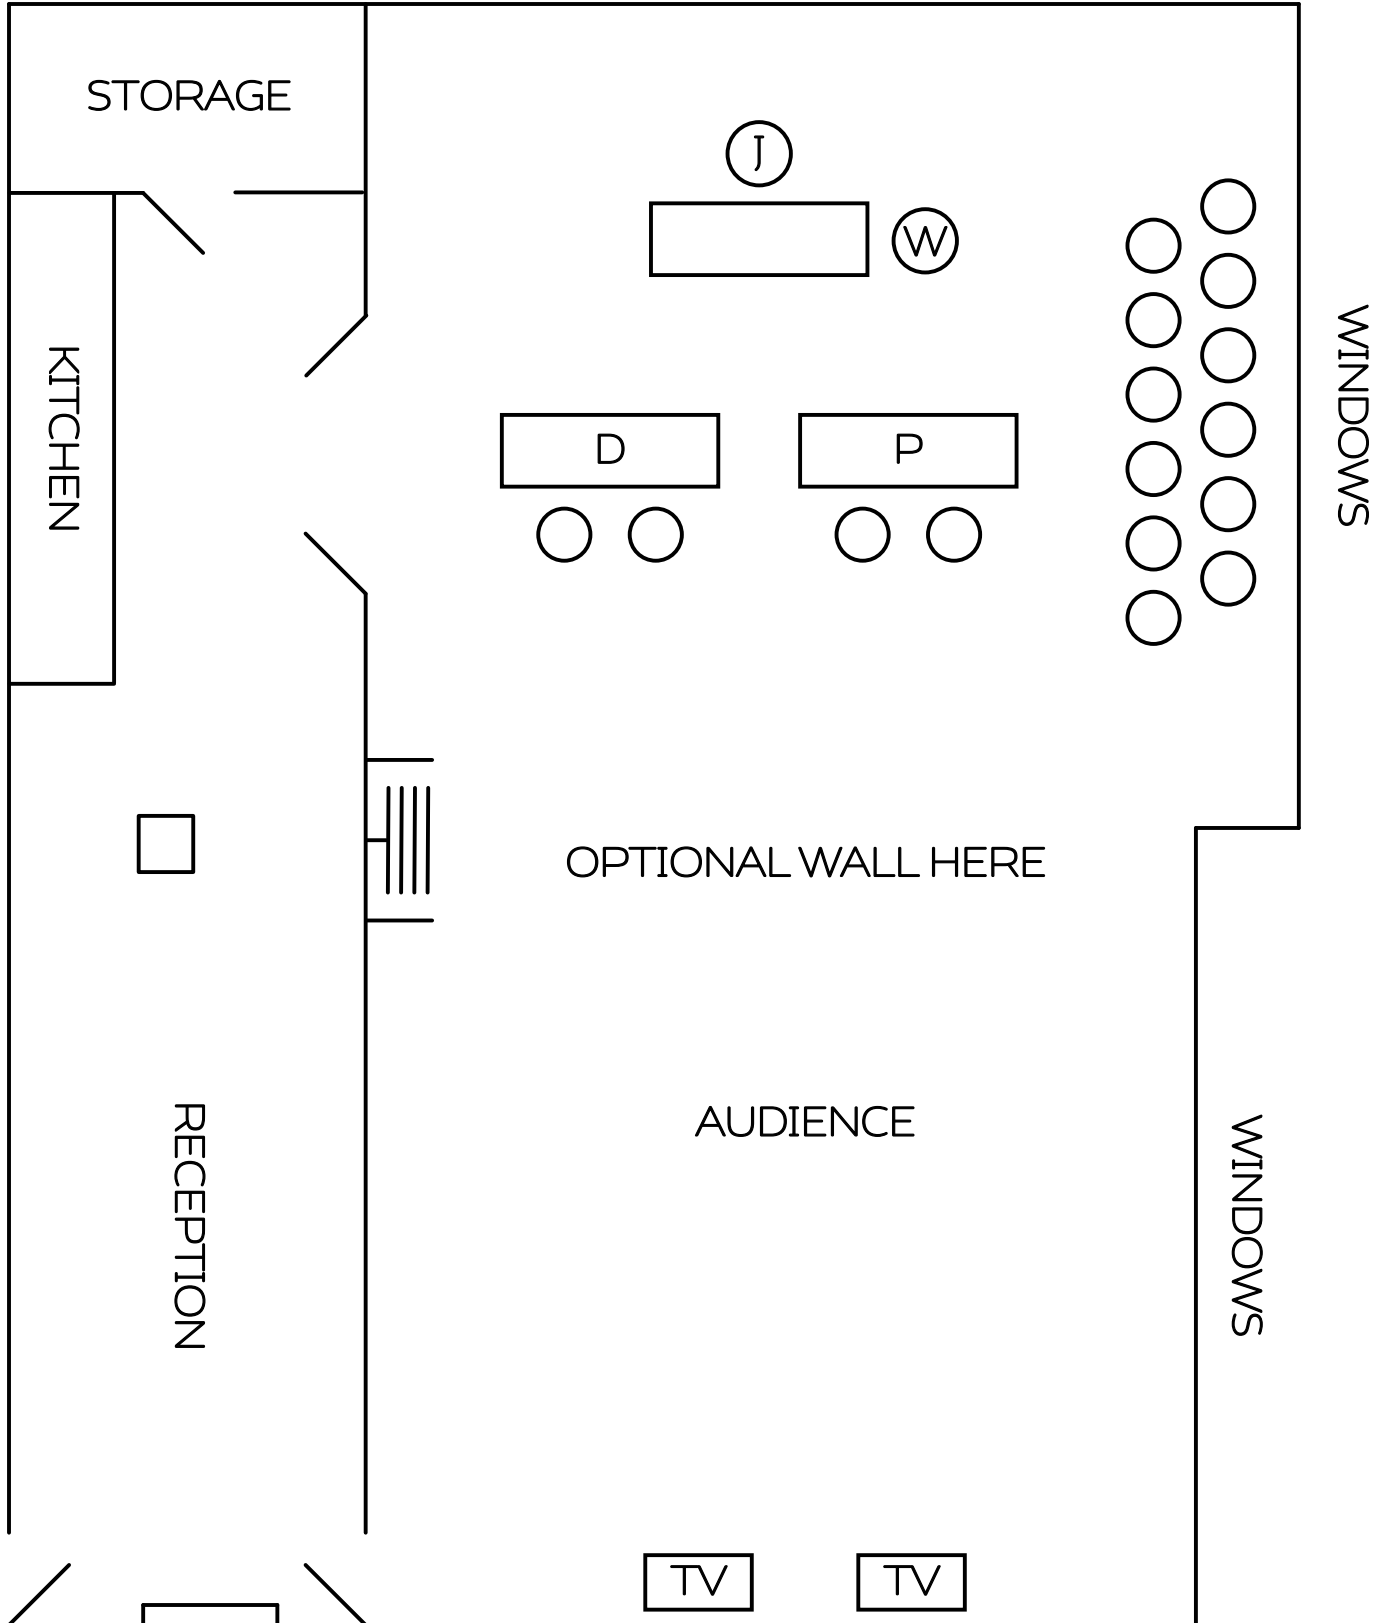 STORAGE
J
W
KITCHEN
WINDOWS
D
P
OPTIONAL WALL HERE
RECEPTION
AUDIENCE
WINDOWS
TV
TV